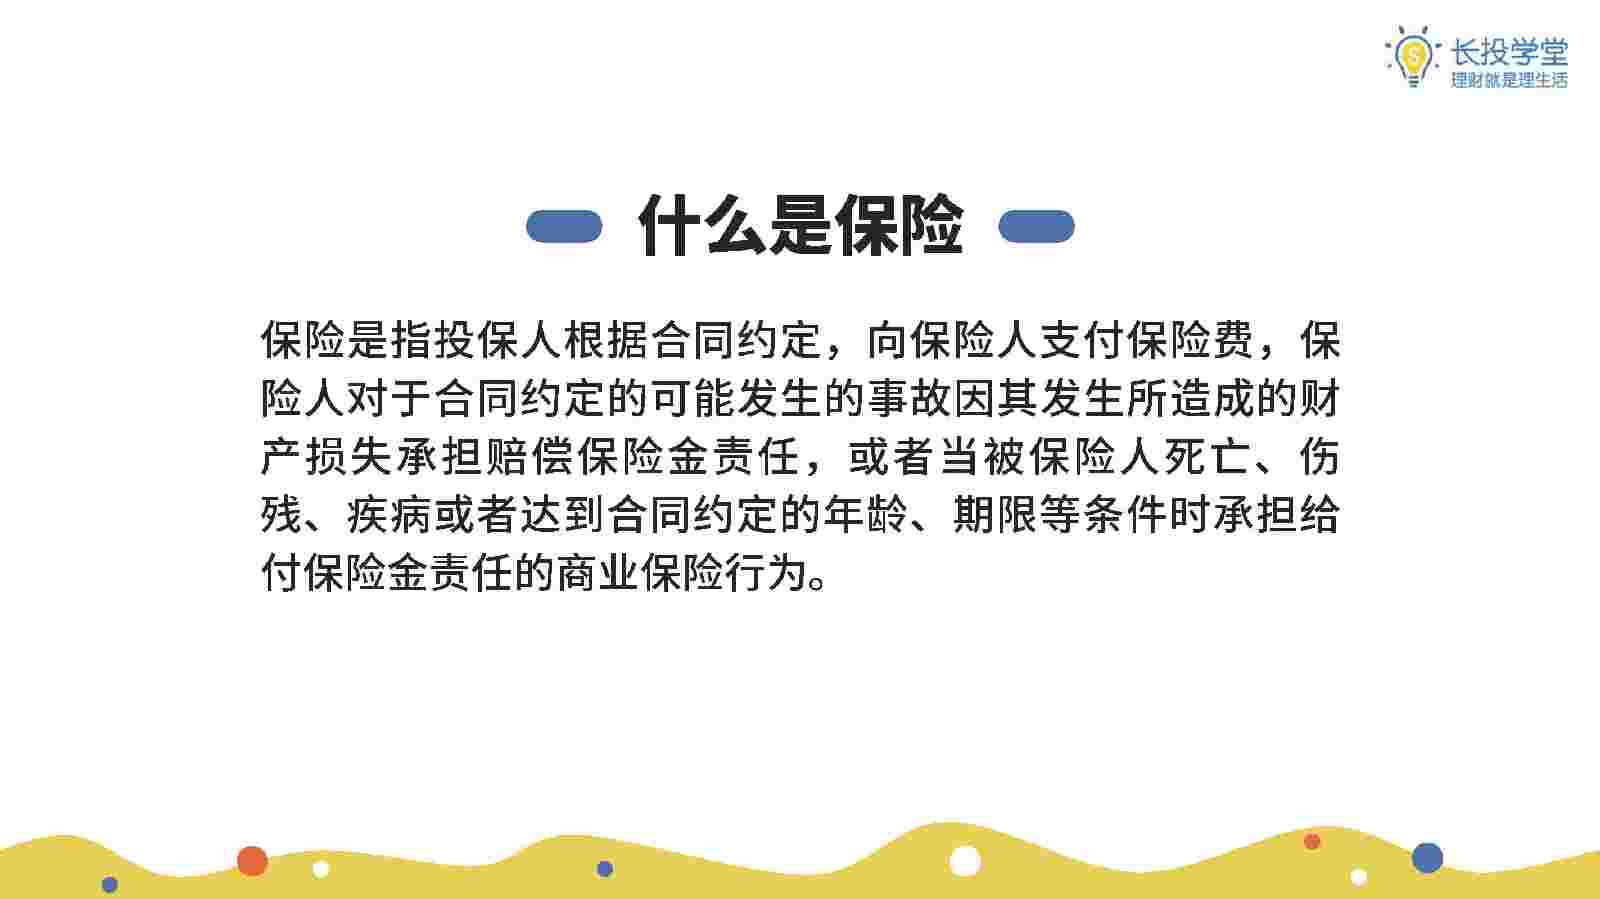 长投学堂
理财就是理生活
什么是保险
保险是指投保人根据合同约定，向保险人支付保险费，保
险人对于合同约定的可能发生的事故因其发生所造成的财
产损失承担赔偿保险金责任，或者当被保险人死亡、伤
残、疾病或者达到合同约定的年龄、期限等条件时承担给
付保险金责任的商业保险行为。